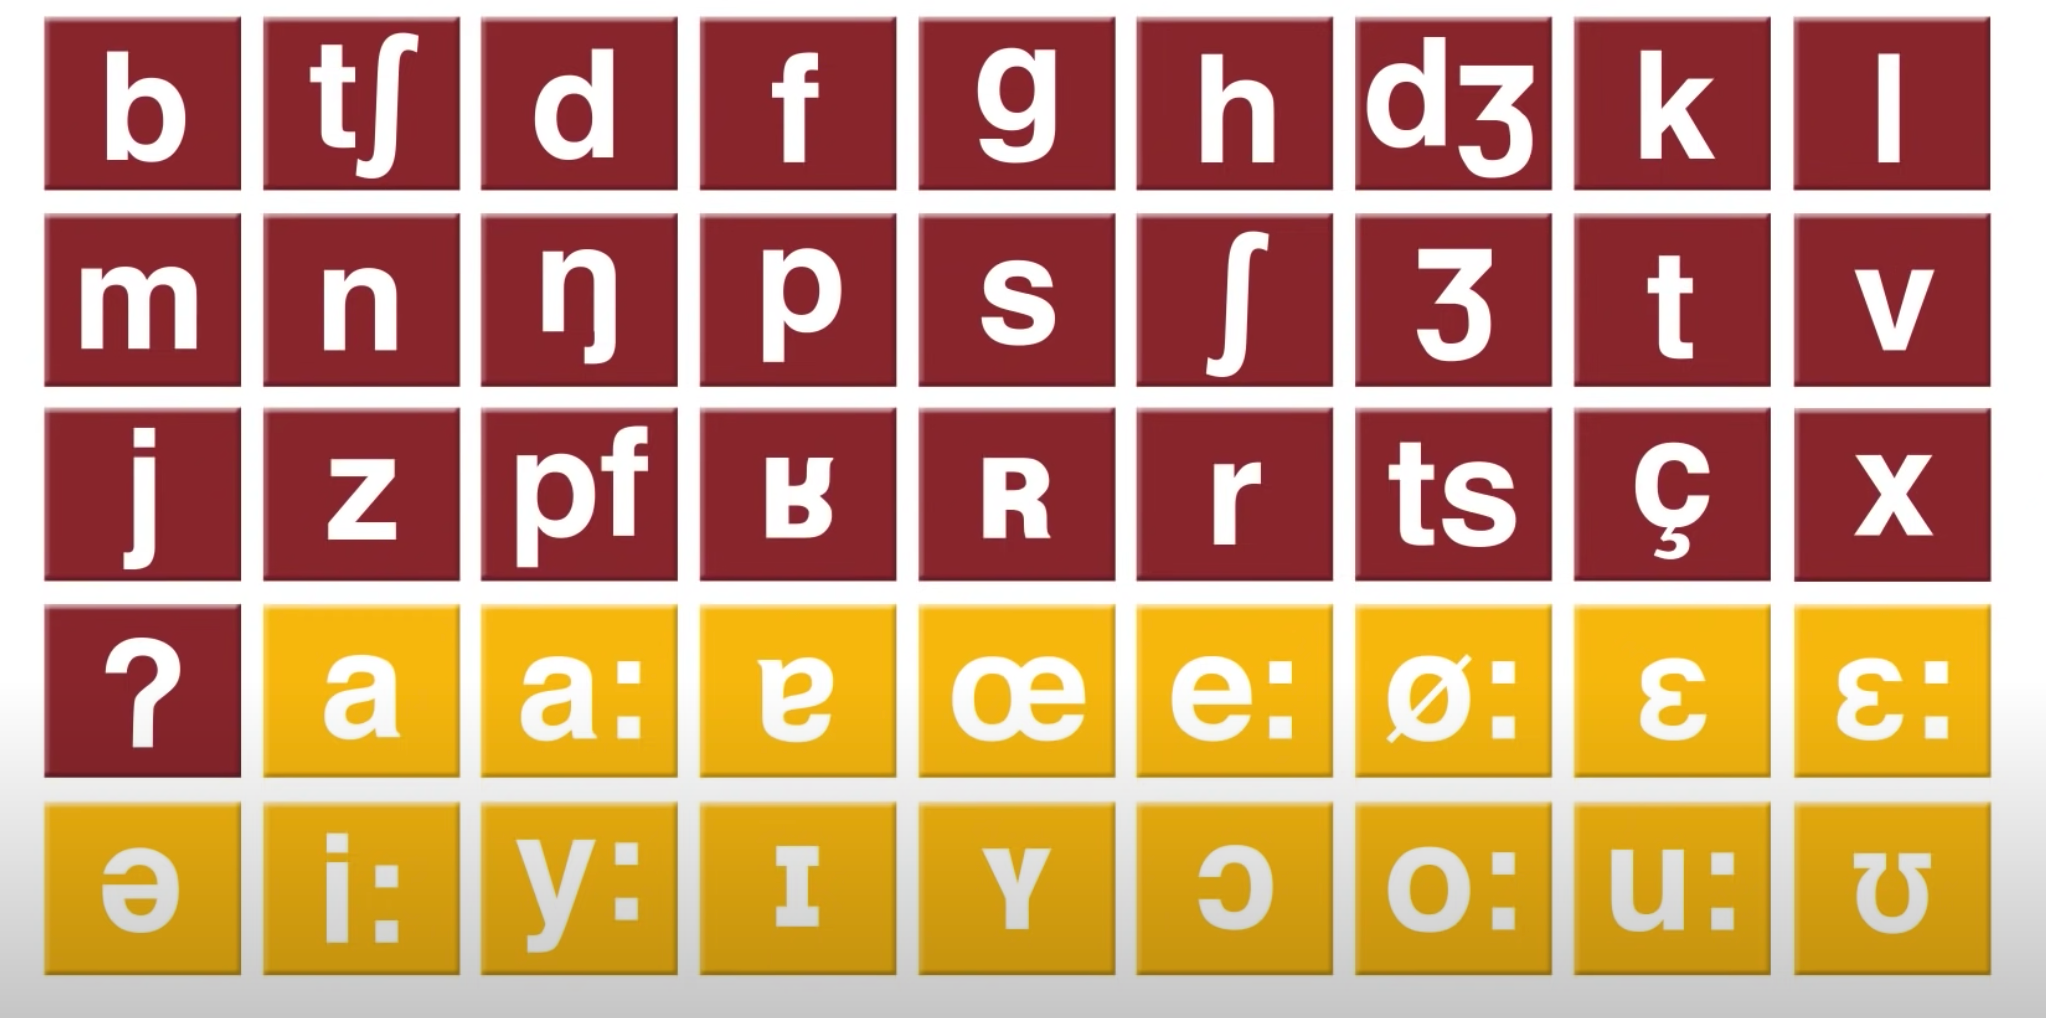 b tʃ d f g h dʒ k l
m n ŋ p s ʃ ʒ t v
j z pf ʁ ʀ r ts ç x
ʔ a a: ɐ œ e: ø: ɛ ɛ:
ə i: y: ɪ ʏ ɔ o: u: ʊ